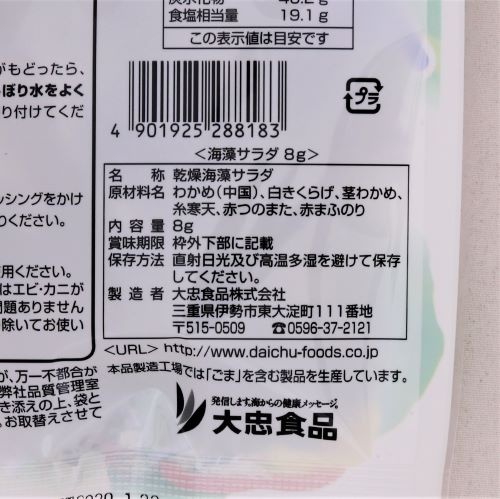 炭水化物 48.2g
食塩相当量 19.1g
この表示値は目安です
がもどったら、
ぼり水をよく
り付けてくだ
プラ
4 901925 288183
<海藻サラダ 8g>
名称 乾燥海藻サラダ
原材料名 わかめ(中国)、白きくらげ、茎わかめ、
糸寒天、赤つのまた、赤まふのり
内容量 8g
賞味期限 枠外下部に記載
保存方法 直射日光及び高温多湿を避けて保存
してください。
製造者 大忠食品株式会社
三重県伊勢市東大淀町111番地
〒515-0509 ☎0596-37-2121
<URL> http://www.daichu-foods.co.jp
本品製造工場では「ごま」を含む製品を生産しています。
ッシングをかけ
りください。
用ください。
はエビ・カニが
問題ありません
除いてお使い
が、万一不都合が
弊社品質管理室
き添えの上、袋と
。お取替えさせて
発信します。海からの健康メッセージ。
大忠食品